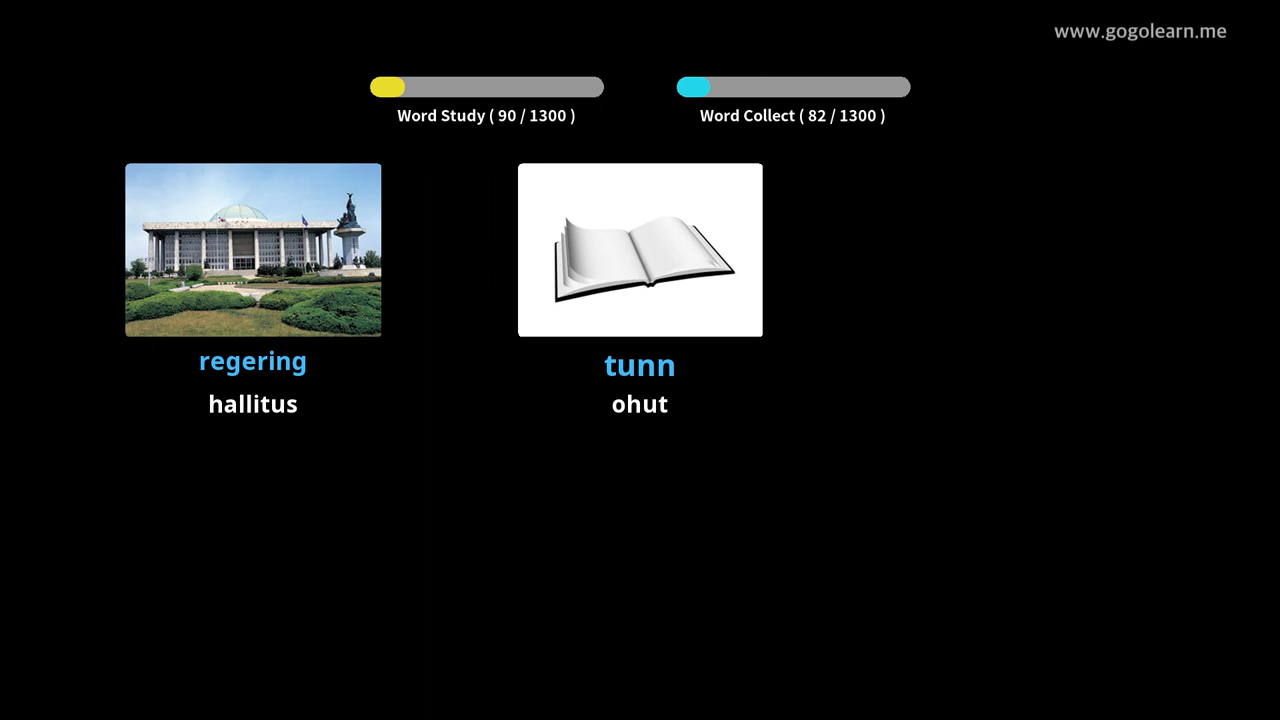 www.gogolearn.me
Word Study ( 90 / 1300 )
Word Collect ( 82 / 1300 )
regering
hallitus
tunn
ohut